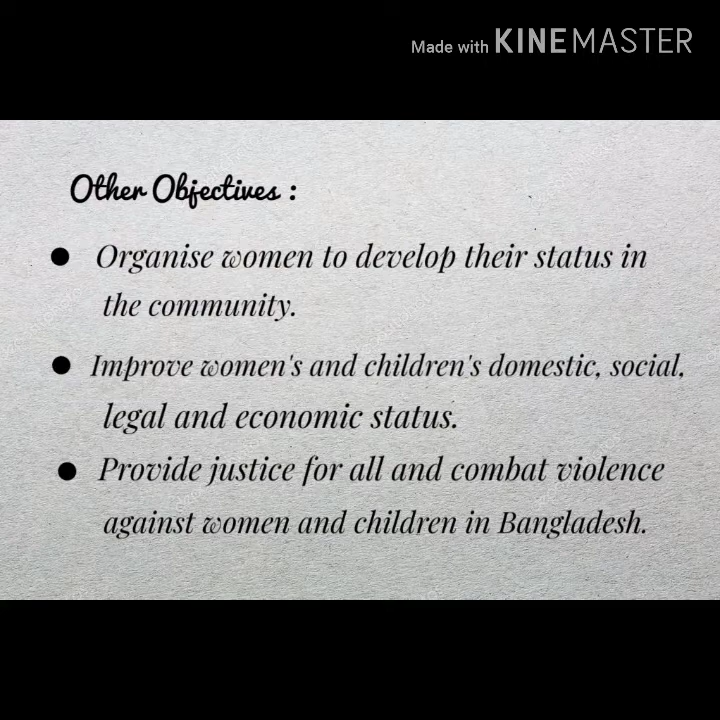 Made with KINEMASTER
Other Objectives :
● Organise women to develop their status in
the community.
● Improve women's and children's domestic, social,
legal and economic status.
● Provide justice for all and combat violence
against women and children in Bangladesh.